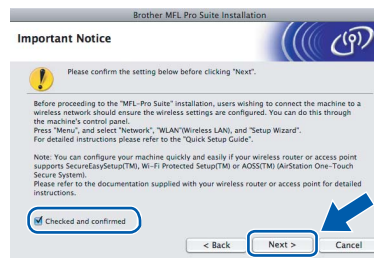 Brother MFL Pro Suite Installation
Important Notice
Please confirm the setting below before clicking "Next".
Before proceeding to the "MFL-Pro Suite" installation, users wishing to connect the machine to a
wireless network should ensure the wireless settings are configured. You can do this through
the machine's control panel.
Press "Menu", and select "Network", "WLAN"(Wireless LAN), and "Setup Wizard".
For detailed instructions please refer to the "Quick Setup Guide".
Note: You can configure your machine quickly and easily if your wireless router or access point
supports SecureEasySetup(TM), Wi-Fi Protected Setup(TM) or AOSS(TM) (AirStation One-Touch
Secure System).
Please refer to the documentation supplied with your wireless router or access point for detailed
instructions.
Checked and confirmed
< Back Next > Cancel